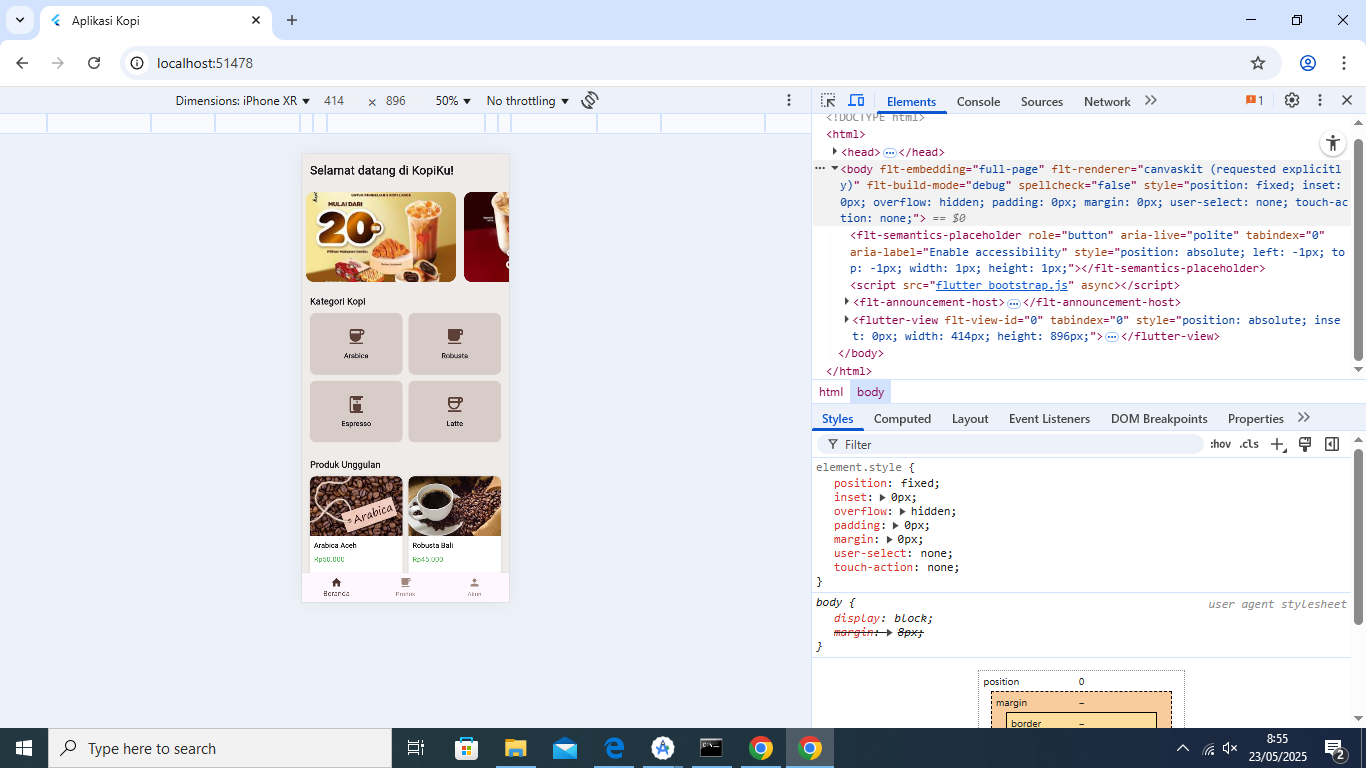 Aplikasi Kopi
localhost:51478
Dimensions: iPhone XR 414 × 896 50% No throttling
Elements Console Sources Network 1
<!DOCTYPE html>
<html>
<head> … </head>
<body flt-embedding="full-page" flt-renderer="canvaskit (requested explicitl
y)" flt-build-mode="debug" spellcheck="false" style="position: fixed; inset:
0px; overflow: hidden; padding: 0px; margin: 0px; user-select: none; touch-ac
tion: none;"> == $0
<flt-semantics-placeholder role="button" aria-live="polite" tabindex="0"
aria-label="Enable accessibility" style="position: absolute; left: -1px; to
p: -1px; width: 1px; height: 1px;"></flt-semantics-placeholder>
<script src="flutter_bootstrap.js" async></script>
<flt-announcement-host> … </flt-announcement-host>
<flutter-view flt-view-id="0" tabindex="0" style="position: absolute; inse
t: 0px; width: 414px; height: 896px;"> … </flutter-view>
</body>
</html>
html body
Styles Computed Layout Event Listeners DOM Breakpoints Properties
Filter :hov .cls
element.style {
position: fixed;
inset: 0px;
overflow: hidden;
padding: 0px;
margin: 0px;
user-select: none;
touch-action: none;
}
body { user agent stylesheet
display: block;
margin: 8px;
}
position 0
margin –
border –
Selamat datang di KopiKu!
MULAI DARI
20
Kategori Kopi
Arabica Robusta
Espresso Latte
Produk Unggulan
Arabica
Arabica Aceh Robusta Bali
Rp50.000 Rp45.000
Beranda Produk Akun
Type here to search
8:55
23/05/2025
2